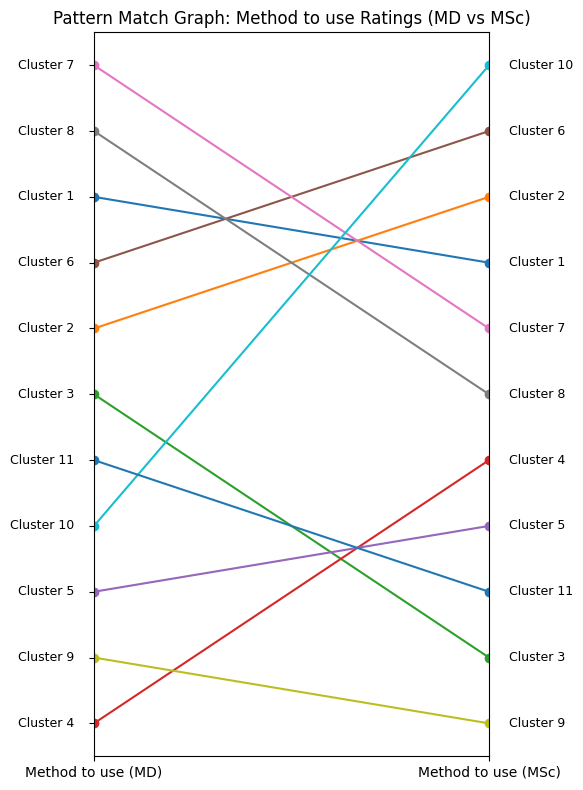 Pattern Match Graph: Method to use Ratings (MD vs MSc)
Cluster 7
Cluster 10
Cluster 8
Cluster 6
Cluster 1
Cluster 2
Cluster 6
Cluster 1
Cluster 2
Cluster 7
Cluster 3
Cluster 8
Cluster 11
Cluster 4
Cluster 10
Cluster 5
Cluster 5
Cluster 11
Cluster 9
Cluster 3
Cluster 4
Cluster 9
Method to use (MD)
Method to use (MSc)